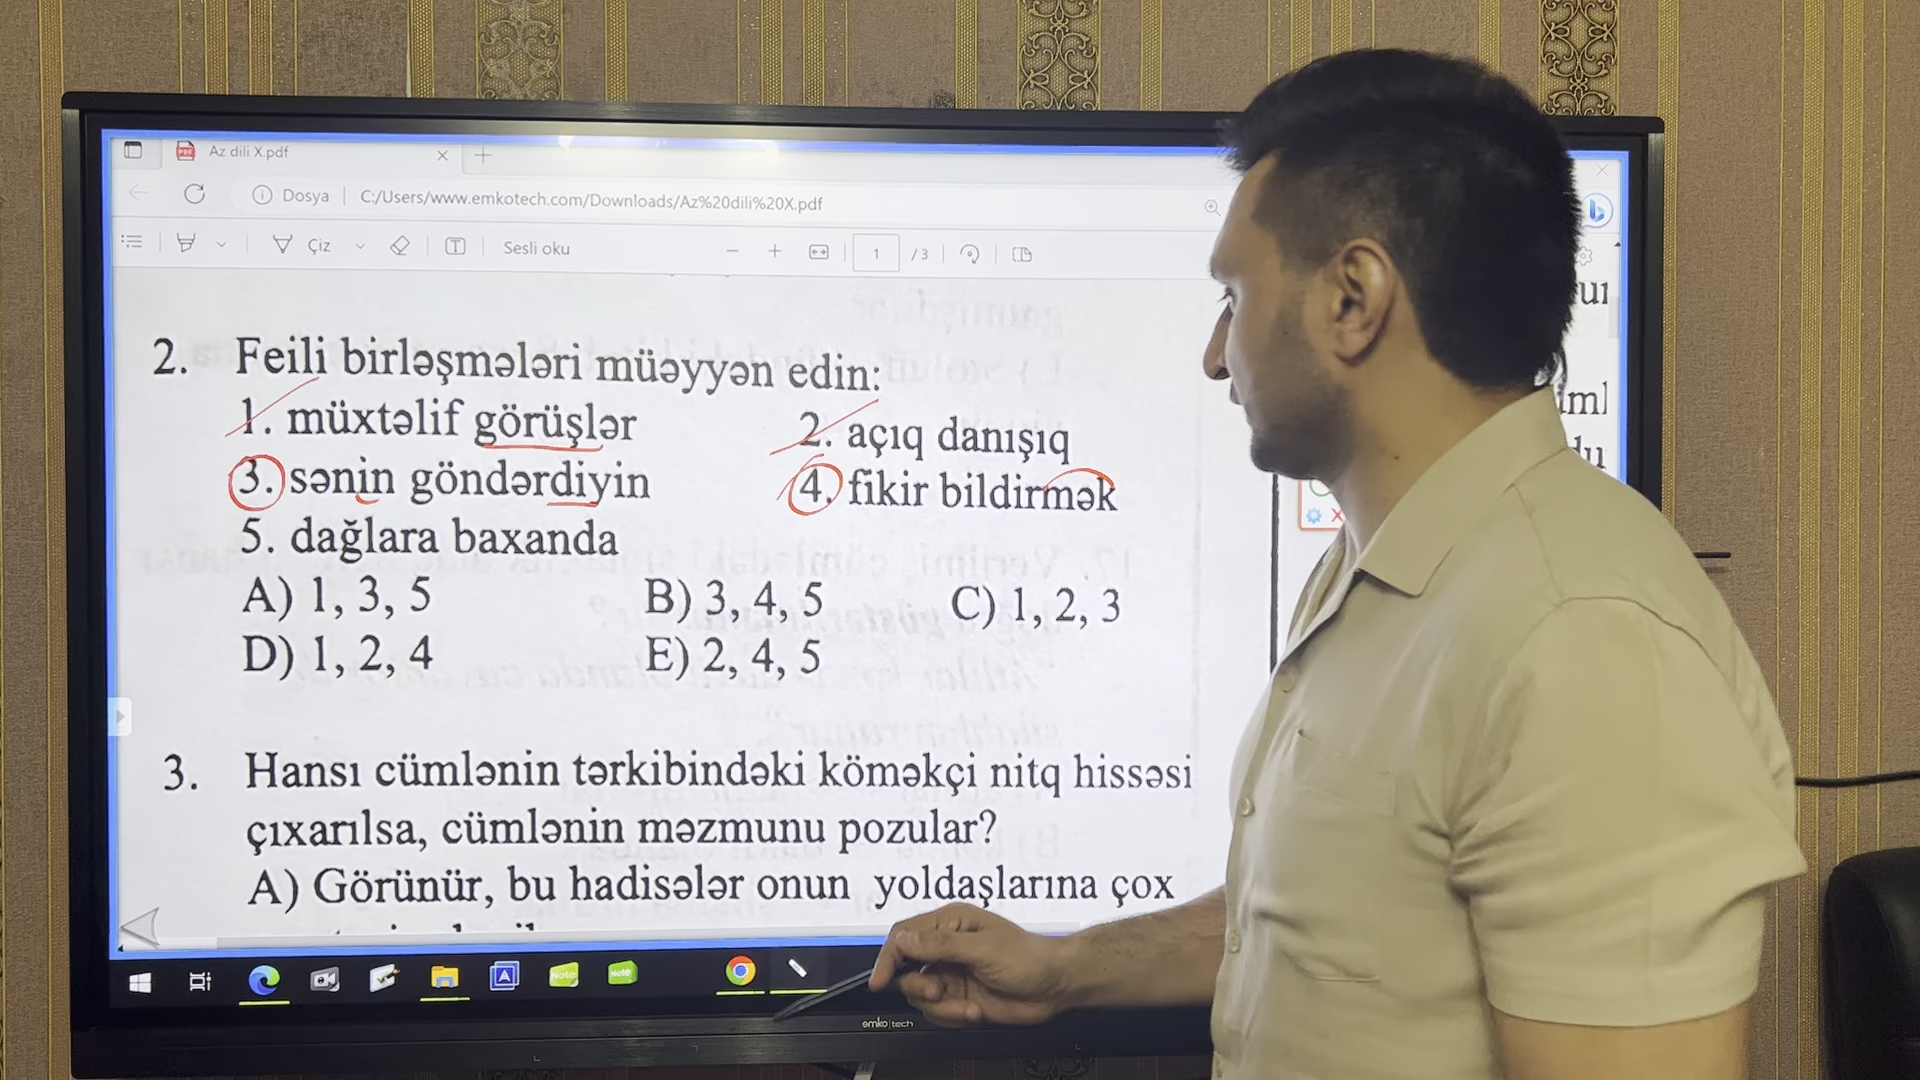 Az dili X.pdf
Dosya C:/Users/www.emkotech.com/Downloads/Az%20dili%20X.pdf
Çiz Sesli oku 1 /3
2. Feili birləşmələri müəyyən edin:
1. müxtəlif görüşlər 2. açıq danışıq
3. sənin göndərdiyin 4. fikir bildirmək
5. dağlara baxanda
A) 1, 3, 5 B) 3, 4, 5 C) 1, 2, 3
D) 1, 2, 4 E) 2, 4, 5
3. Hansı cümlənin tərkibindəki köməkçi nitq hissəsi
çıxarılsa, cümlənin məzmunu pozular?
A) Görünür, bu hadisələr onun yoldaşlarına çox
Note Note
emko|tech